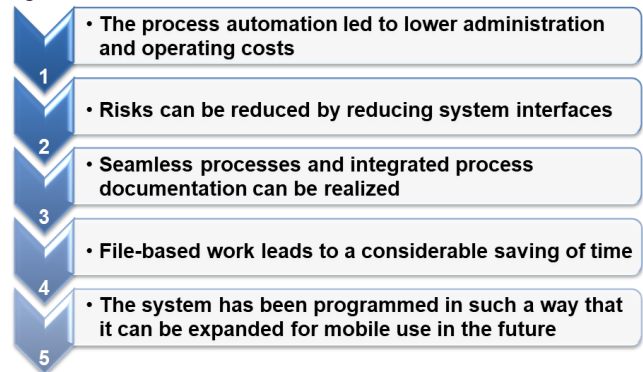 • The process automation led to lower administration
and operating costs
1
• Risks can be reduced by reducing system interfaces
2
• Seamless processes and integrated process
documentation can be realized
3
• File-based work leads to a considerable saving of time
4
• The system has been programmed in such a way that
it can be expanded for mobile use in the future
5